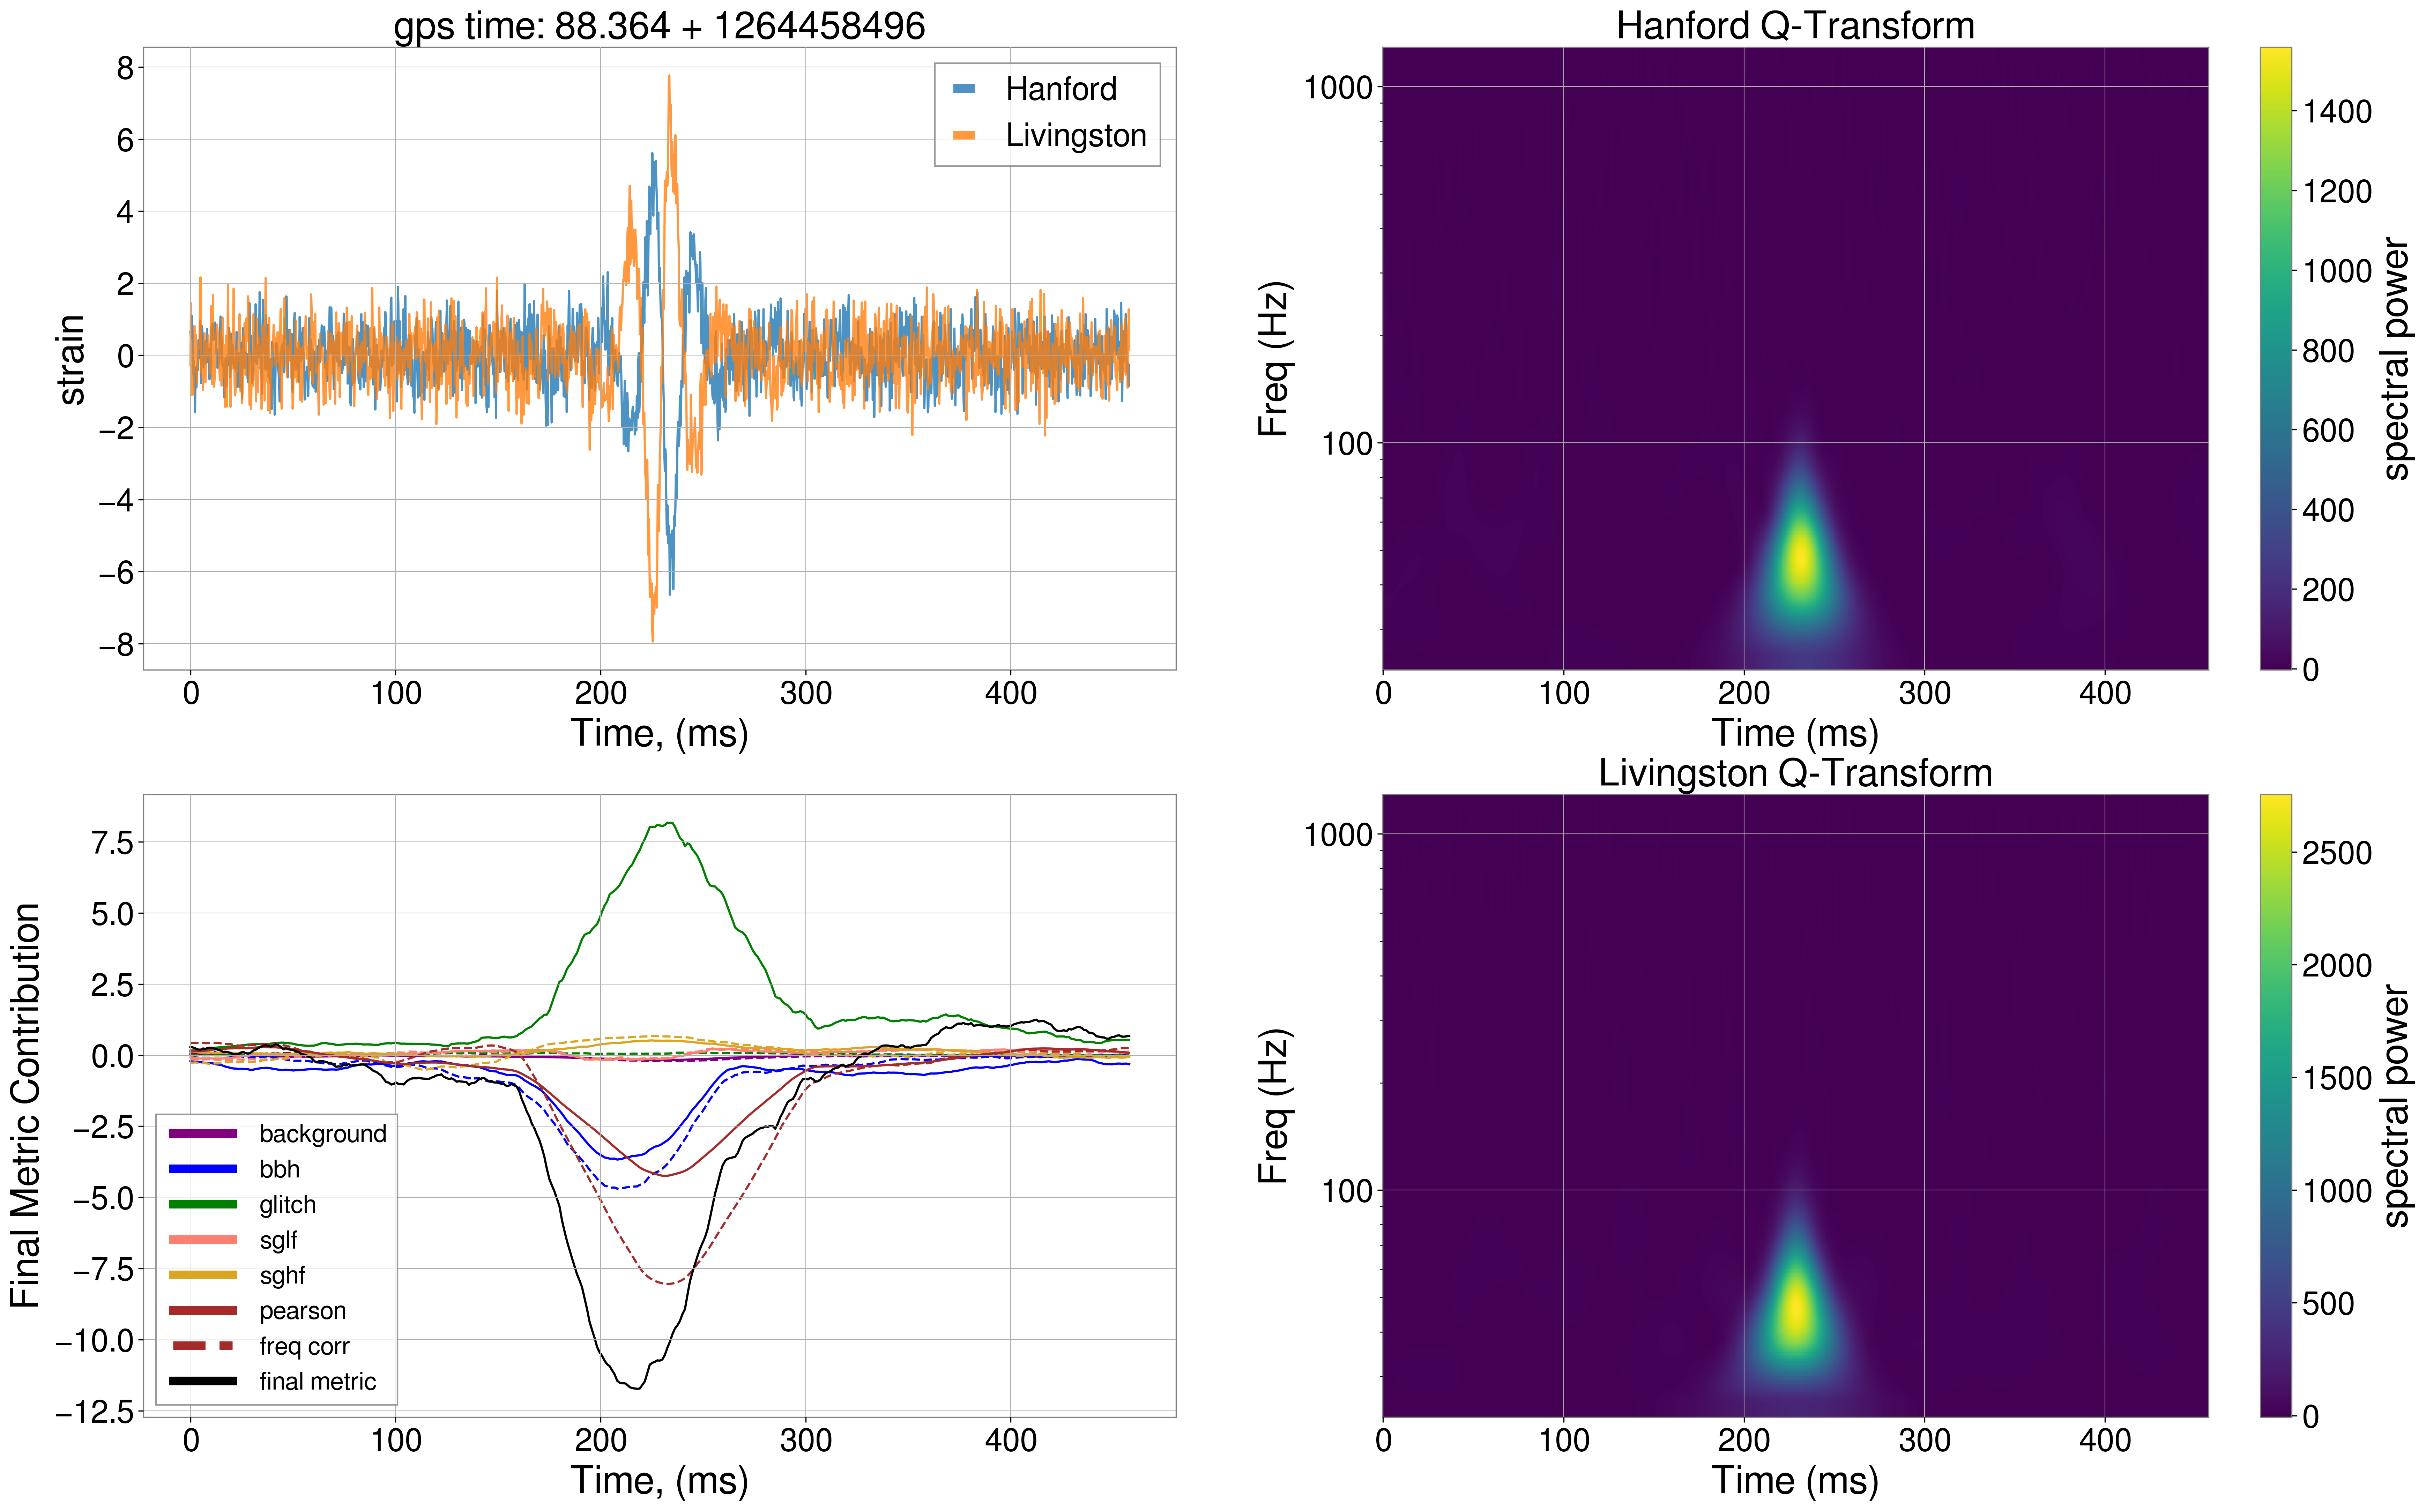 gps time: 88.364 + 1264458496
8
6
4
2
0
−2
−4
−6
−8
strain
Hanford
Livingston
0 100 200 300 400
Time, (ms)
Hanford Q-Transform
1000
100
Freq (Hz)
0 100 200 300 400
Time (ms)
1400
1200
1000
800
600
400
200
0
spectral power
7.5
5.0
2.5
0.0
−2.5
−5.0
−7.5
−10.0
−12.5
Final Metric Contribution
background
bbh
glitch
sglf
sghf
pearson
freq corr
final metric
0 100 200 300 400
Time, (ms)
Livingston Q-Transform
1000
100
Freq (Hz)
0 100 200 300 400
Time (ms)
2500
2000
1500
1000
500
0
spectral power